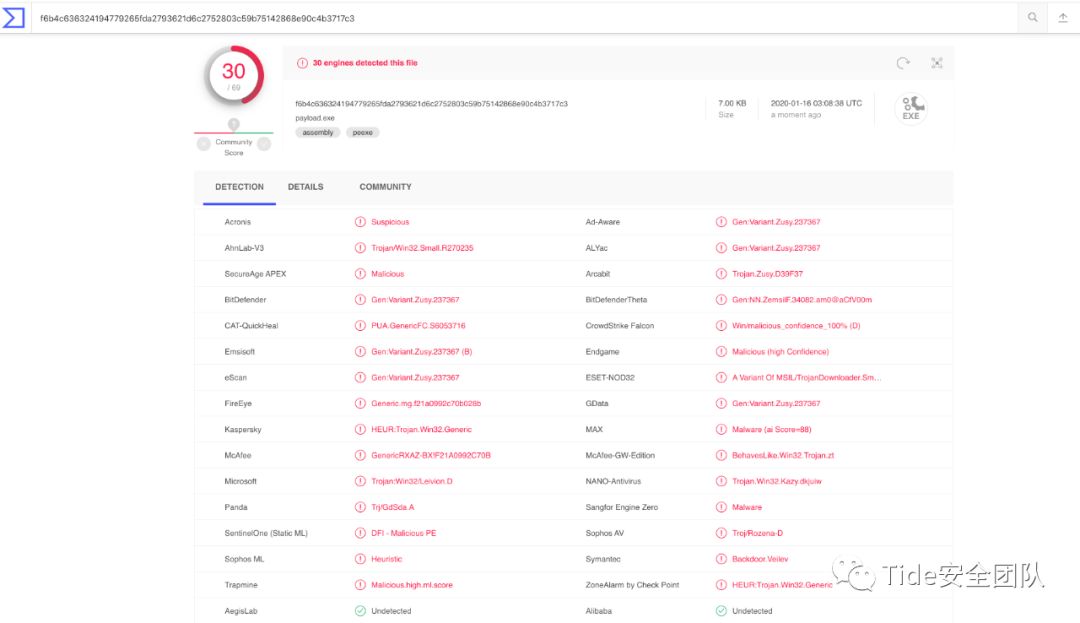 f6b4c636324194779265fda2793621d6c2752803c59b75142868e90c4b3717c3
30
/ 69
Community
Score
30 engines detected this file
f6b4c636324194779265fda2793621d6c2752803c59b75142868e90c4b3717c3
payload.exe
assembly peexe
7.00 KB
Size
2020-01-16 03:08:38 UTC
a moment ago
EXE
DETECTION DETAILS COMMUNITY
Acronis Suspicious Ad-Aware Gen:Variant.Zusy.237367
AhnLab-V3 Trojan/Win32.Small.R270235 ALYac Gen:Variant.Zusy.237367
SecureAge APEX Malicious Arcabit Trojan.Zusy.D39F37
BitDefender Gen:Variant.Zusy.237367 BitDefenderTheta Gen:NN.ZemsilF.34082.am0@aCfV00m
CAT-QuickHeal PUA.GenericFC.S6053716 CrowdStrike Falcon Win/malicious_confidence_100% (D)
Emsisoft Gen:Variant.Zusy.237367 (B) Endgame Malicious (high Confidence)
eScan Gen:Variant.Zusy.237367 ESET-NOD32 A Variant Of MSIL/TrojanDownloader.Sm...
FireEye Generic.mg.f21a0992c70b028b GData Gen:Variant.Zusy.237367
Kaspersky HEUR:Trojan.Win32.Generic MAX Malware (ai Score=88)
McAfee GenericRXAZ-BX!F21A0992C70B McAfee-GW-Edition BehavesLike.Win32.Trojan.zt
Microsoft Trojan:Win32/Leivion.D NANO-Antivirus Trojan.Win32.Kazy.dkjuiw
Panda Trj/GdSda.A Sangfor Engine Zero Malware
SentinelOne (Static ML) DFI - Malicious PE Sophos AV Troj/Rozena-D
Sophos ML Heuristic Symantec Backdoor.Veilev
Trapmine Malicious.high.ml.score ZoneAlarm by Check Point HEUR:Trojan.Win32.Generic
AegisLab Undetected Alibaba Undetected
Tide安全团队